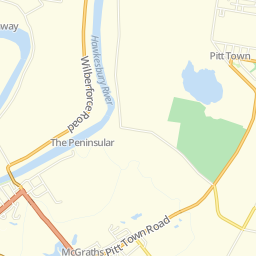 way
Hawkesbury River
Wilberforce Road
Pitt Town
The Peninsular
Pitt Town Road
McGraths